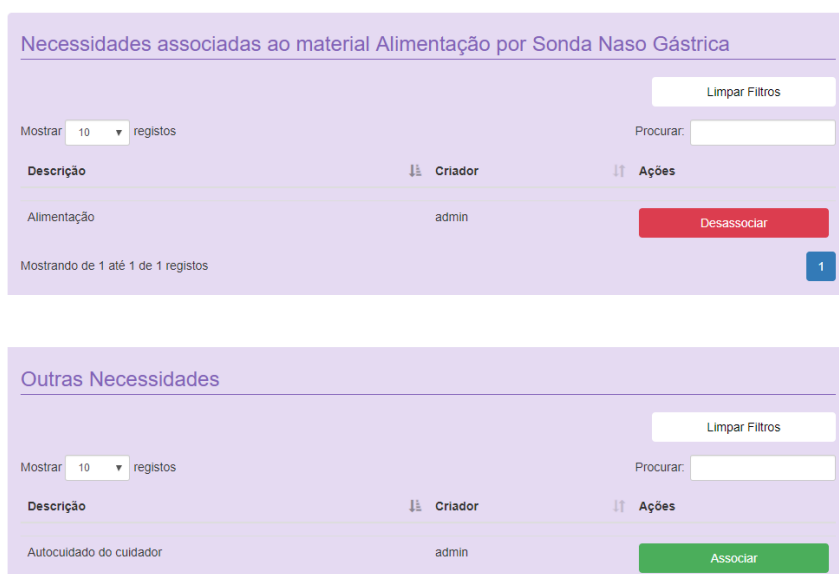 Necessidades associadas ao material Alimentação por Sonda Naso Gástrica
Limpar Filtros
Mostrar 10 registos Procurar:
Descrição Criador Ações
Alimentação admin Desassociar
Mostrando de 1 até 1 de 1 registos 1
Outras Necessidades
Limpar Filtros
Mostrar 10 registos Procurar:
Descrição Criador Ações
Autocuidado do cuidador admin Associar